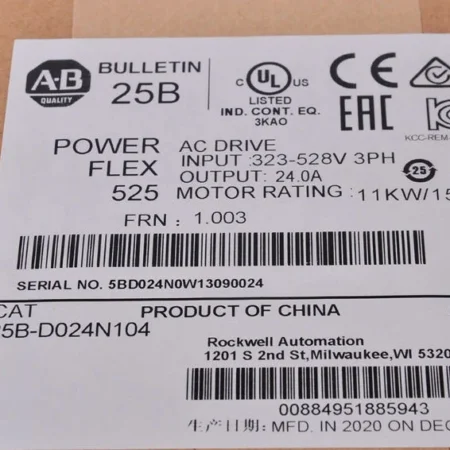 A-B
QUALITY
BULLETIN
25B
C UL US
LISTED
IND. CONT. EQ.
3KAO
CE
EAC
KCC-REM
25
POWER
FLEX
525
AC DRIVE
INPUT :323-528V 3PH
OUTPUT: 24.0A
MOTOR RATING : 11KW/15
FRN : 1.003
SERIAL NO. 5BD024N0W13090024
CAT
25B-D024N104
PRODUCT OF CHINA
Rockwell Automation
1201 S 2nd St,Milwaukee,WI 5320
00884951885943
生产日期: MFD. IN 2020 ON DEC